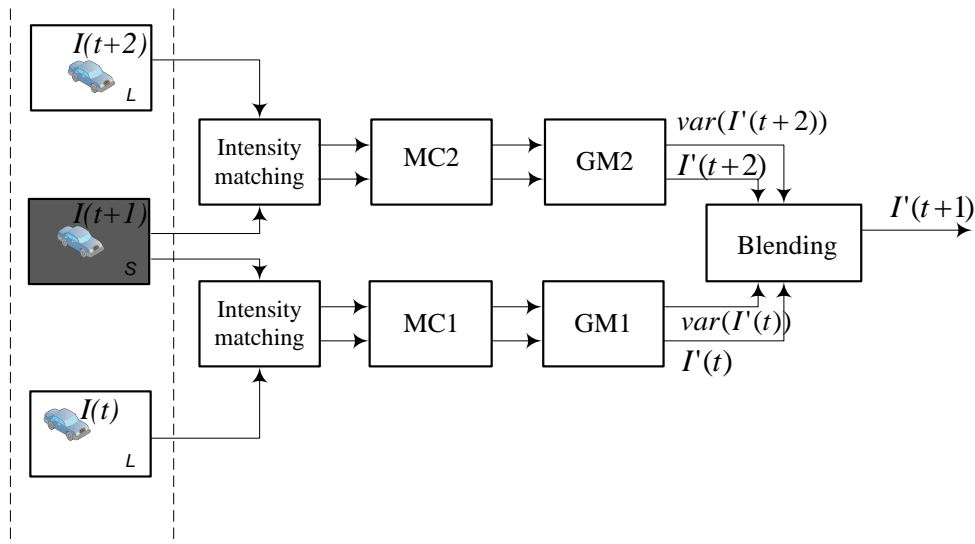 I(t+2)
L
I(t+1)
S
I(t)
L
Intensity
matching
MC2
GM2
var(I'(t+2))
I'(t+2)
Intensity
matching
MC1
GM1
var(I'(t))
I'(t)
Blending
I'(t+1)